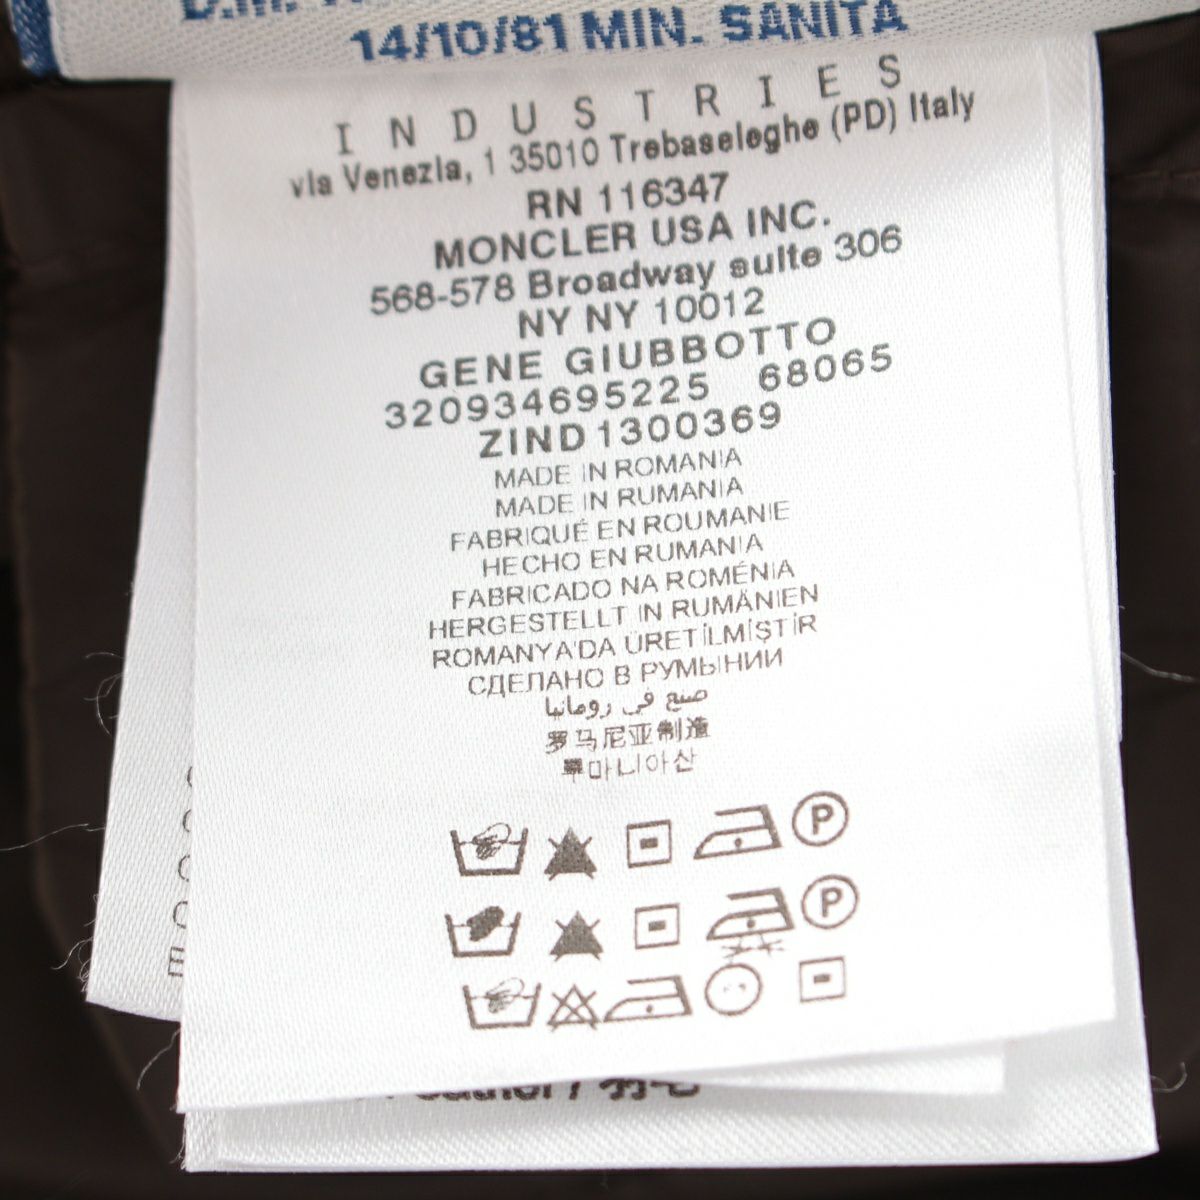 14/10/81 MIN. SANITA
INDUSTRIES
via Venezia, 1 35010 Trebaseleghe (PD) Italy
RN 116347
MONCLER USA INC.
568-578 Broadway suite 306
NY NY 10012
GENE GIUBBOTTO
320934695225 68065
ZIND1300369
MADE IN ROMANIA
MADE IN RUMANIA
FABRIQUÉ EN ROUMANIE
HECHO EN RUMANIA
FABRICADO NA ROMÉNIA
HERGESTELLT IN RUMÄNIEN
ROMANYA'DA ÜRETİLMİŞTİR
СДЕЛАНО В РУМЫНИИ
صنع في رومانيا
罗马尼亚制造
루마니아산
P
P